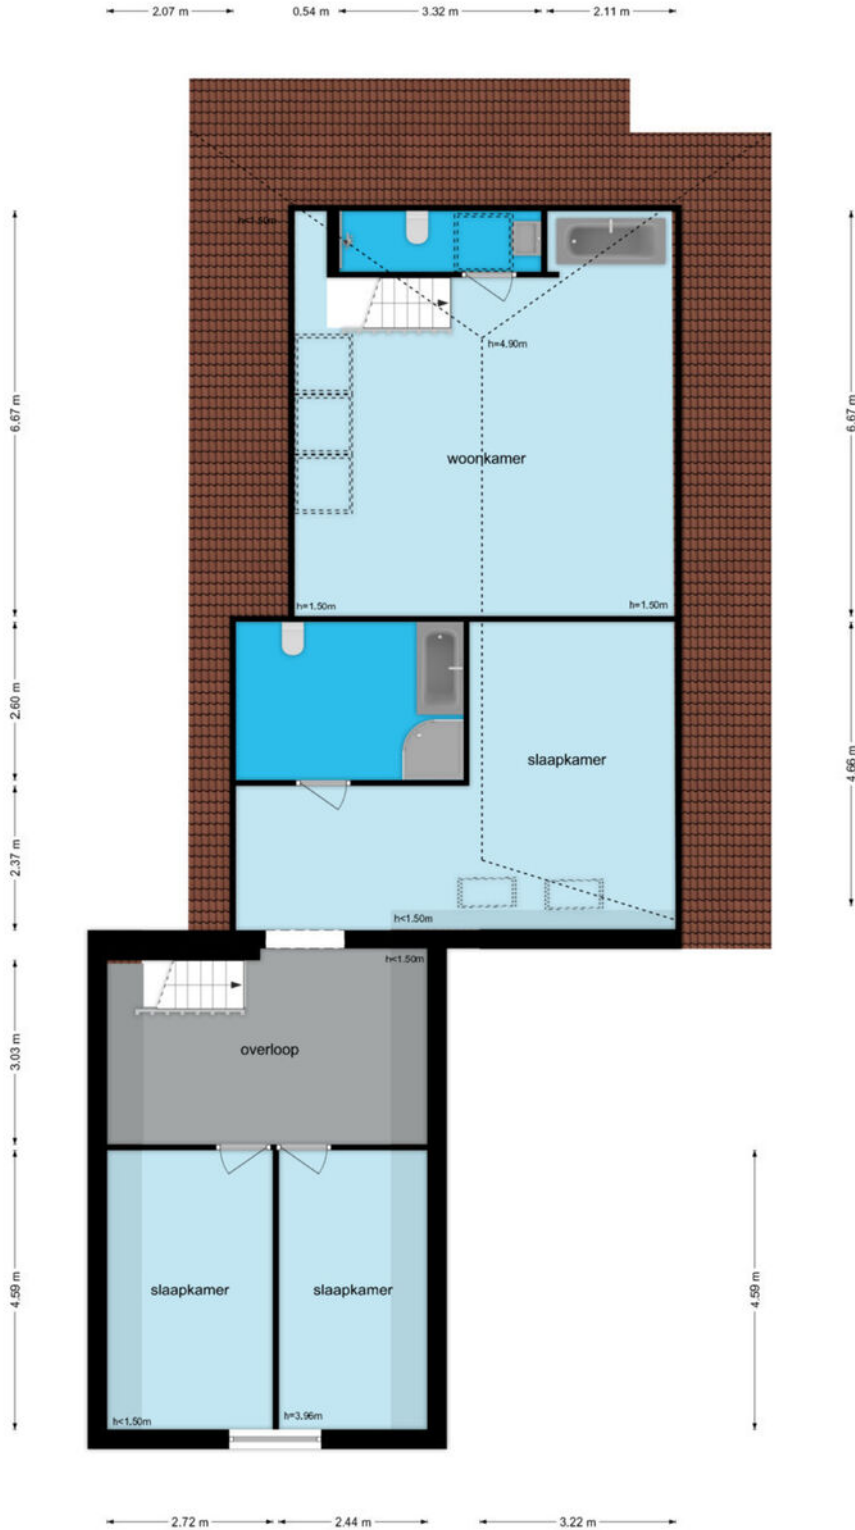 2.07 m 0.54 m 3.32 m 2.11 m
h<1.50m
h=4.90m
6.67 m
6.67 m
woonkamer
h=1.50m h=1.50m
2.60 m
slaapkamer
4.66 m
2.37 m
h<1.50m
h<1.50m
overloop
3.03 m
slaapkamer slaapkamer
4.59 m
4.59 m
h<1.50m h=3.96m
2.72 m 2.44 m 3.22 m